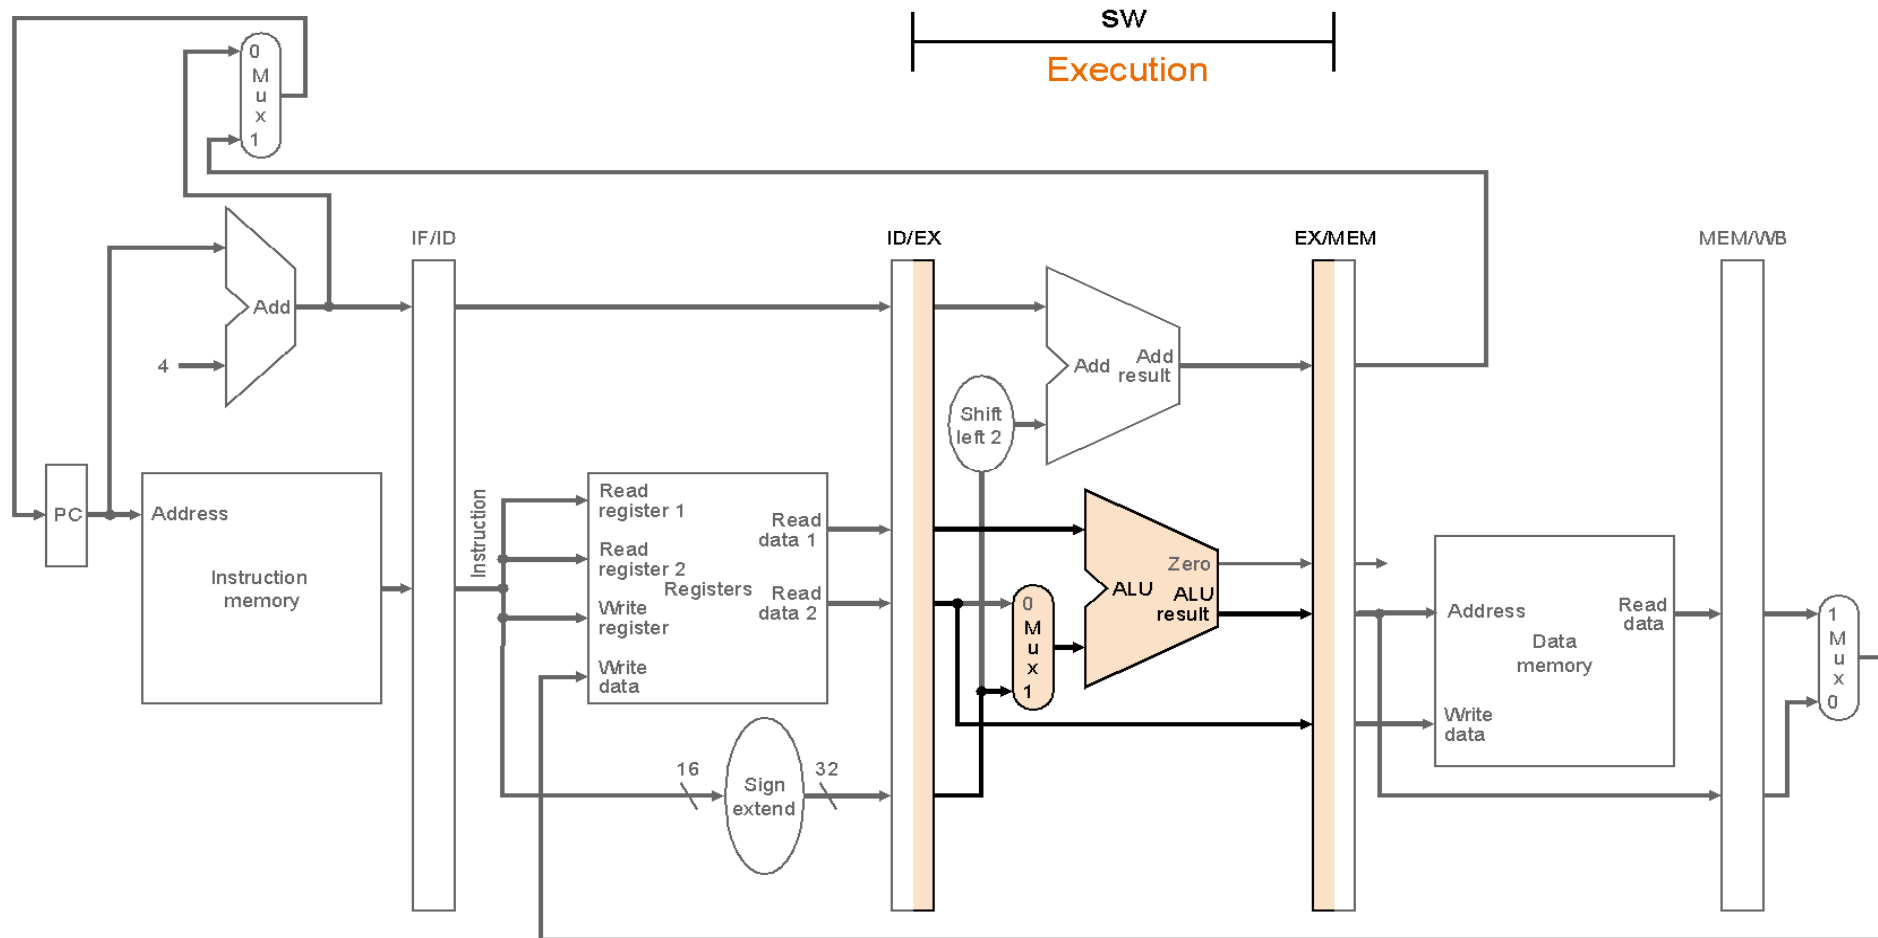 SW
Execution
0
M
u
x
1
IF/ID
ID/EX
EX/MEM
MEM/WB
Add
4
Add
Add
result
Shift
left 2
PC
Address
Instruction
memory
Instruction
Read
register 1
Read
register 2
Write
register
Write
data
Registers
Read
data 1
Read
data 2
16
Sign
extend
32
0
M
u
x
1
ALU
Zero
ALU
result
Address
Read
data
Data
memory
Write
data
1
M
u
x
0